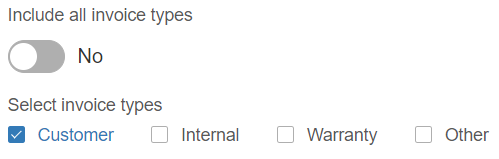 Include all invoice types
No
Select invoice types
Customer Internal Warranty Other